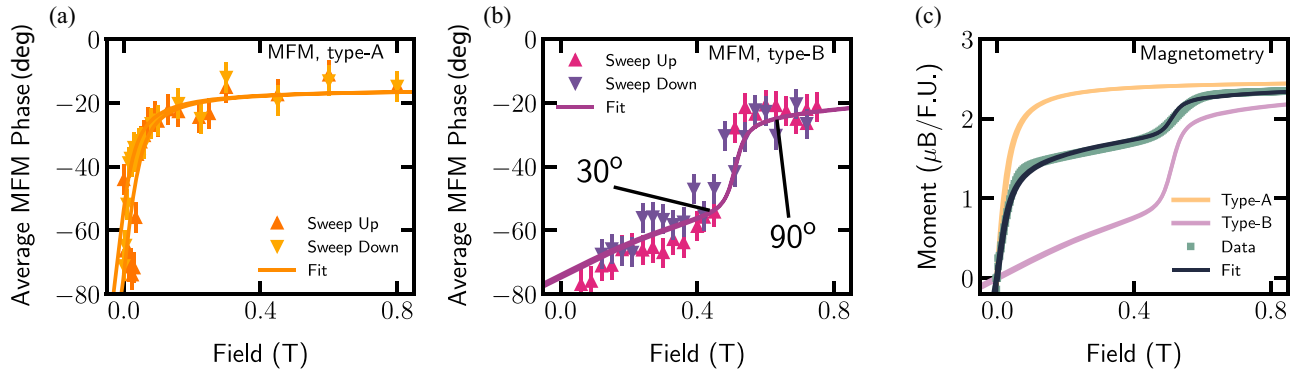 (a)
MFM, type-A
Average MFM Phase (deg)
0
−20
−40
−60
−80
Sweep Up
Sweep Down
Fit
0.0
0.4
0.8
Field (T)
(b)
MFM, type-B
Average MFM Phase (deg)
0
−20
−40
−60
−80
Sweep Up
Sweep Down
Fit
30°
90°
0.0
0.4
0.8
Field (T)
(c)
Magnetometry
Moment (μB/F.U.)
3
2
1
0
Type-A
Type-B
Data
Fit
0.0
0.4
0.8
Field (T)